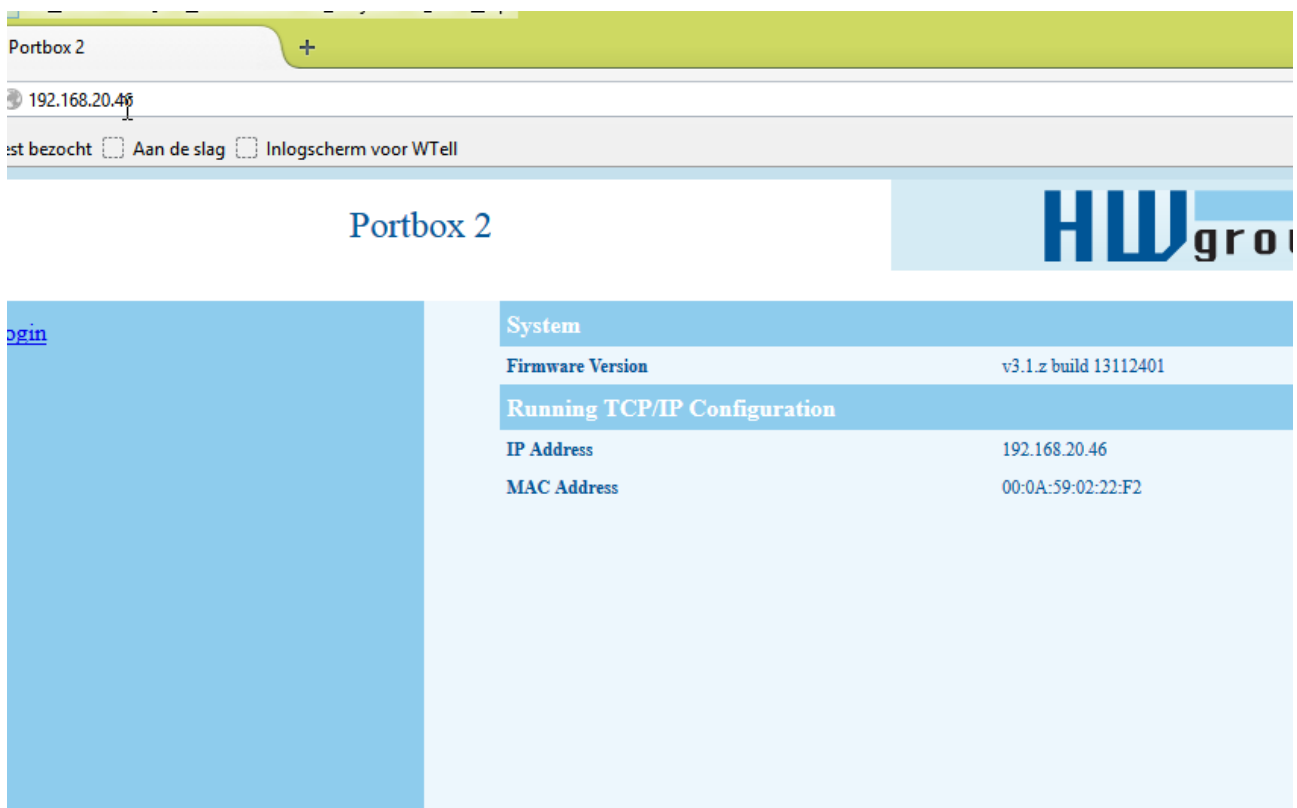 Portbox 2
192.168.20.46
Aan de slag Inlogscherm voor WTell
bezocht
Portbox 2
HW
System
Firmware Version v3.1.z build 13112401
Running TCP/IP Configuration
IP Address 192.168.20.46
MAC Address 00:0A:59:02:22:F2